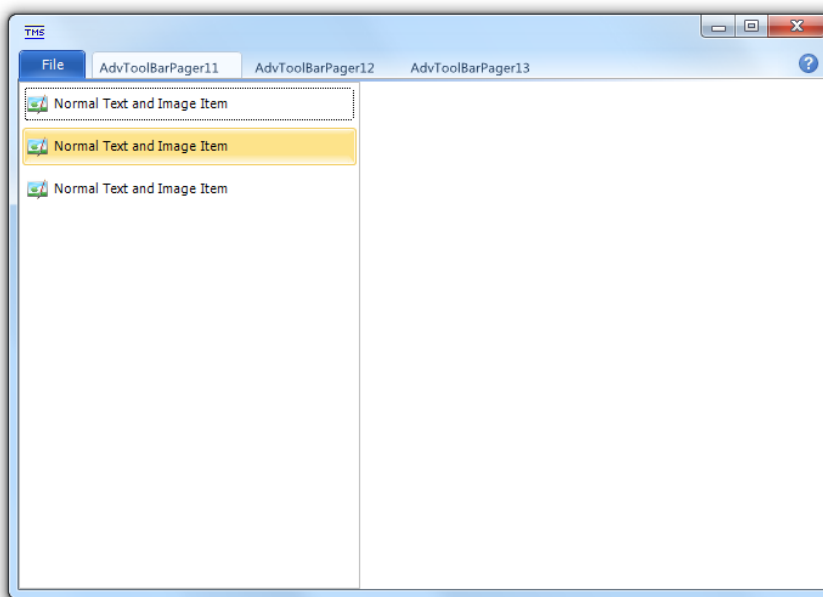 TMS
File AdvToolBarPager11 AdvToolBarPager12 AdvToolBarPager13 ?
Normal Text and Image Item
Normal Text and Image Item
Normal Text and Image Item